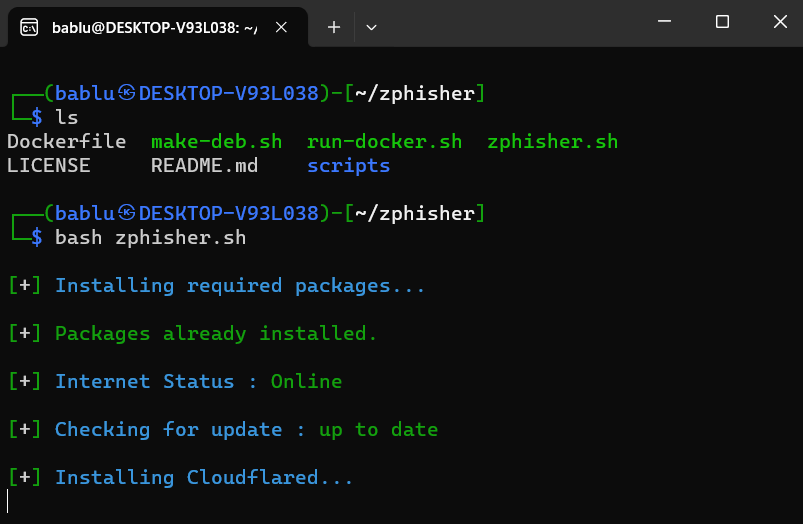 bablu@DESKTOP-V93L038: ~/
┌──(bablu㉿DESKTOP-V93L038)-[~/zphisher]
└─$ ls
Dockerfile  make-deb.sh  run-docker.sh  zphisher.sh
LICENSE     README.md    scripts
┌──(bablu㉿DESKTOP-V93L038)-[~/zphisher]
└─$ bash zphisher.sh
[+] Installing required packages...
[+] Packages already installed.
[+] Internet Status : Online
[+] Checking for update : up to date
[+] Installing Cloudflared...